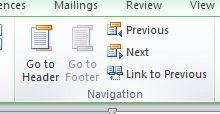 ences Mailings Review View
Go to Header
Go to Footer
Previous
Next
Link to Previous
Navigation